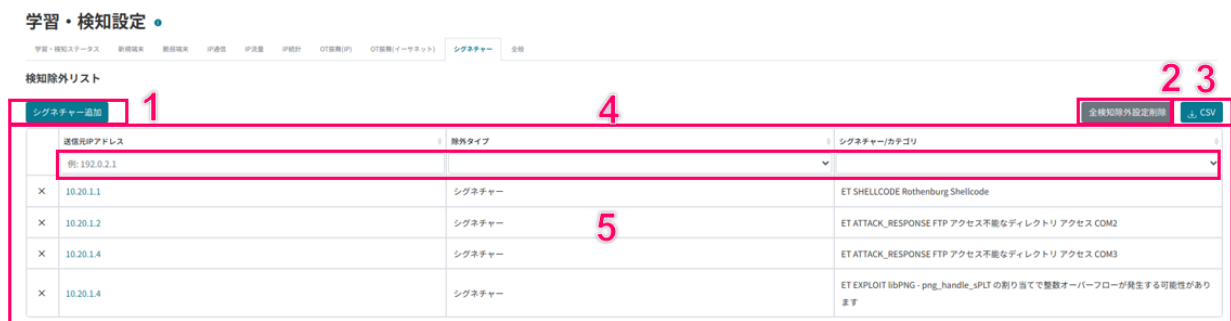 学習・検知設定
学習・検知ステータス 新規端末 脆弱端末 IP通信 IP流量 IP統計 OT振舞(IP) OT振舞(イーサネット) シグネチャー 全般
検知除外リスト
1 4 2 3
シグネチャー追加 全検知除外設定削除 CSV
送信元IPアドレス 除外タイプ シグネチャー/カテゴリ
例: 192.0.2.1
× 10.20.1.1 シグネチャー ET SHELLCODE Rothenburg Shellcode
× 10.20.1.2 シグネチャー ET ATTACK_RESPONSE FTP アクセス不能なディレクトリ アクセス COM2
5
× 10.20.1.4 シグネチャー ET ATTACK_RESPONSE FTP アクセス不能なディレクトリ アクセス COM3
× 10.20.1.4 シグネチャー ET EXPLOIT libPNG - png_handle_sPLT の割り当てで整数オーバーフローが発生する可能性があり
ます